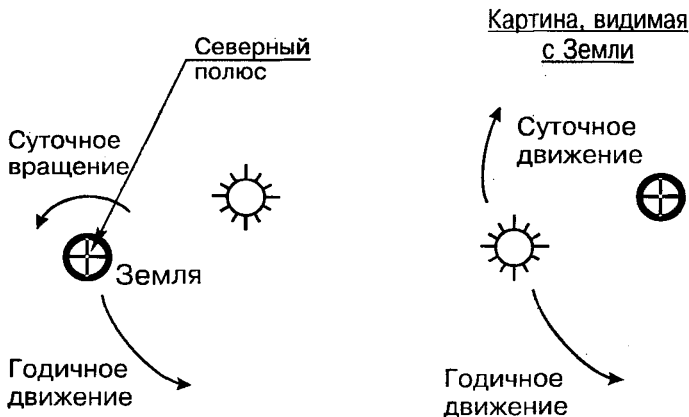 Северный
полюс
Суточное
вращение
Земля
Годичное
движение
Картина, видимая
с Земли
Суточное
движение
Годичное
движение